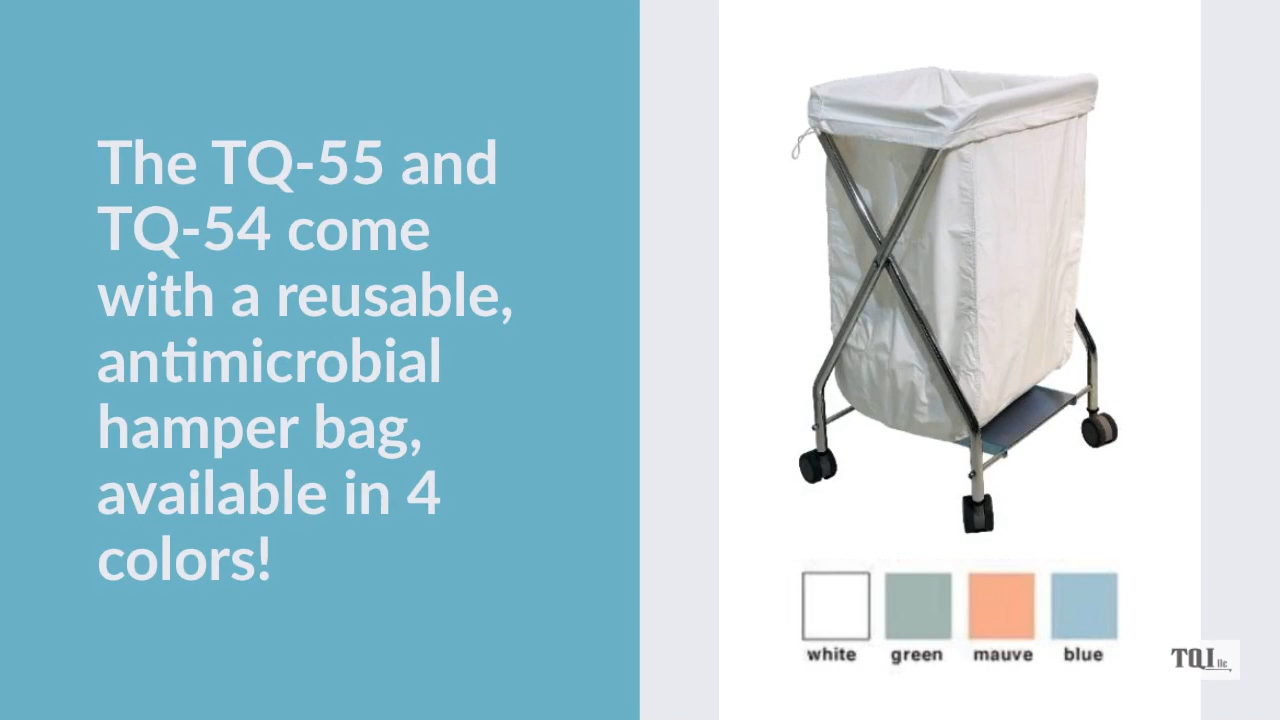 The TQ-55 and
TQ-54 come
with a reusable,
antimicrobial
hamper bag,
available in 4
colors!
white green mauve blue
TQI llc